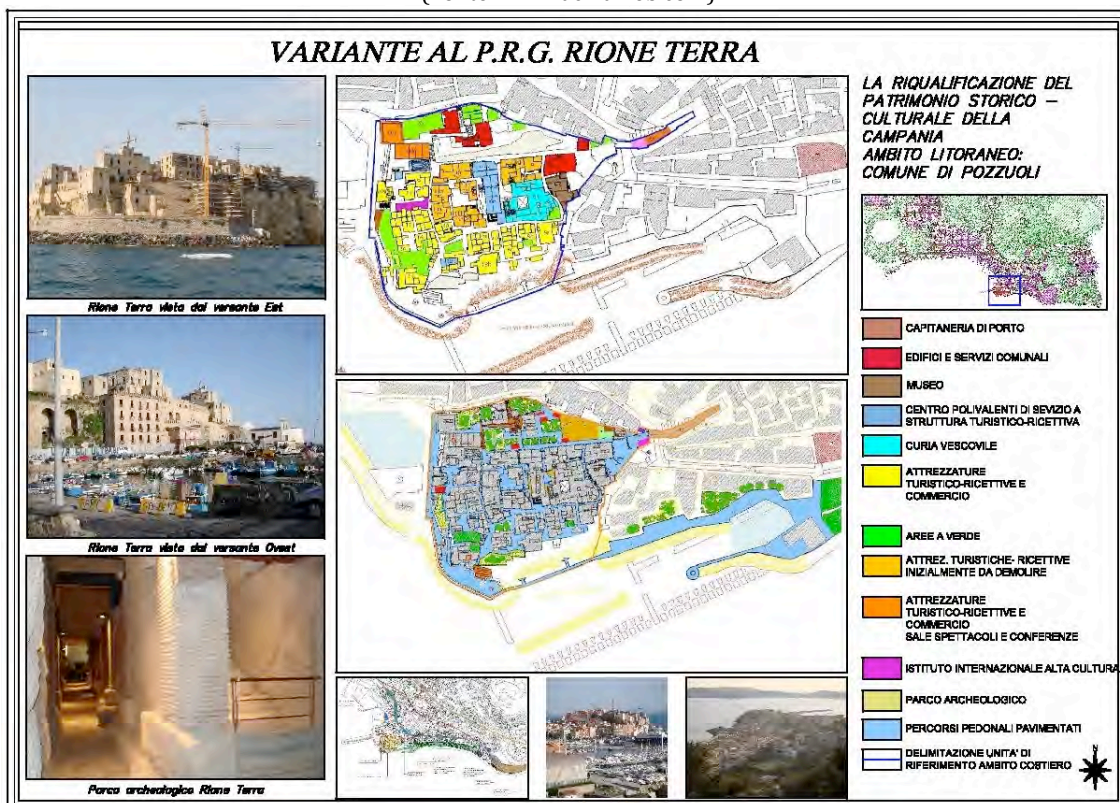 VARIANTE AL P.R.G. RIONE TERRA
Rione Terra visto dal versante Est
Rione Terra visto dal versante Ovest
Parco archeologico Rione Terra
LA RIQUALIFICAZIONE DEL
PATRIMONIO STORICO –
CULTURALE DELLA
CAMPANIA
AMBITO LITORANEO:
COMUNE DI POZZUOLI
CAPITANERIA DI PORTO
EDIFICI E SERVIZI COMUNALI
MUSEO
CENTRO POLIVALENTI DI SEVIZIO A
STRUTTURA TURISTICO-RICETTIVA
CURIA VESCOVILE
ATTREZZATURE
TURISTICO-RICETTIVE E
COMMERCIO
AREE A VERDE
ATTREZ. TURISTICHE- RICETTIVE
INIZIALMENTE DA DEMOLIRE
ATTREZZATURE
TURISTICO-RICETTIVE E
COMMERCIO
SALE SPETTACOLI E CONFERENZE
ISTITUTO INTERNAZIONALE ALTA CULTURA
PARCO ARCHEOLOGICO
PERCORSI PEDONALI PAVIMENTATI
DELIMITAZIONE UNITA' DI
RIFERIMENTO AMBITO COSTIERO